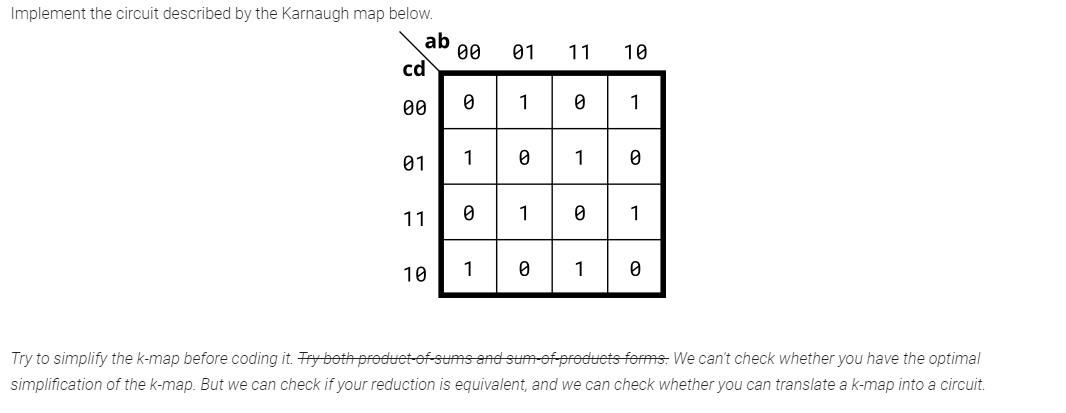 Implement the circuit described by the Karnaugh map below.
ab
cd
00 01 11 10
00 0 1 0 1
01 1 0 1 0
11 0 1 0 1
10 1 0 1 0
Try to simplify the k-map before coding it. Try both product-of-sums and sum-of-products forms. We can't check whether you have the optimal
simplification of the k-map. But we can check if your reduction is equivalent, and we can check whether you can translate a k-map into a circuit.